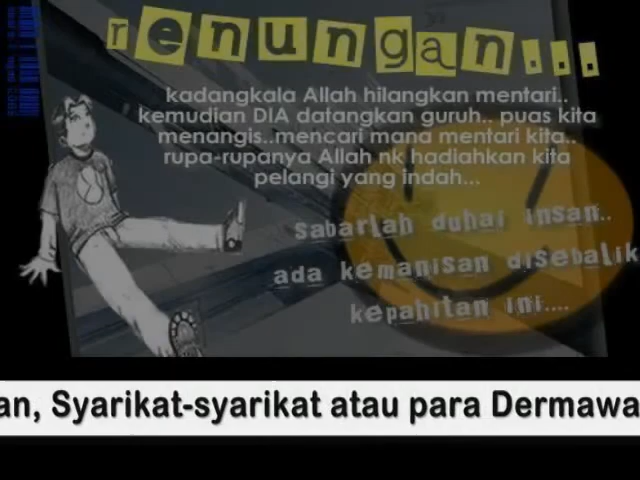 renungan...
kadangkala Allah hilangkan mentari..
kemudian DIA datangkan guruh.. puas kita
menangis..mencari mana mentari kita..
rupa-rupanya Allah nk hadiahkan kita
pelangi yang indah...
sabarlah duhai insan..
ada kemanisan disebalik
kepahitan ini....
an, Syarikat-syarikat atau para Dermawa